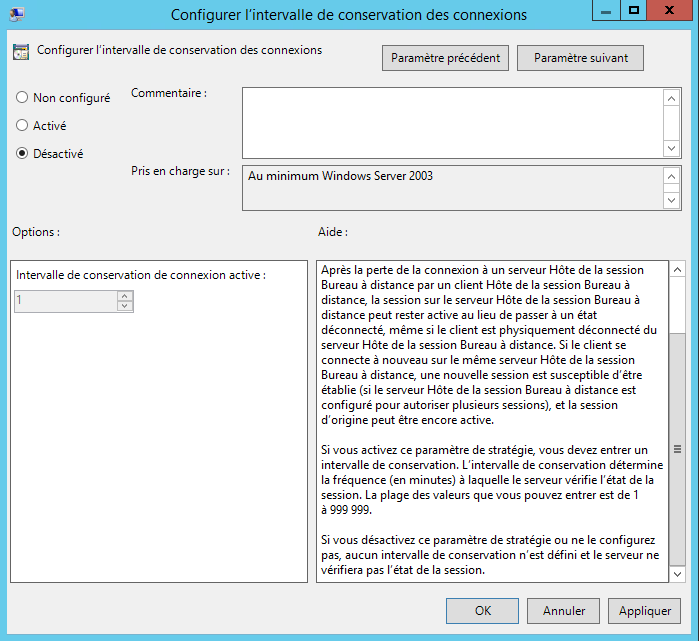 Configurer l'intervalle de conservation des connexions
Configurer l'intervalle de conservation des connexions
Paramètre précédent
Paramètre suivant
Non configuré
Activé
Désactivé
Commentaire :
Pris en charge sur :
Au minimum Windows Server 2003
Options :
Aide :
Intervalle de conservation de connexion active :
1
Après la perte de la connexion à un serveur Hôte de la session
Bureau à distance par un client Hôte de la session Bureau à
distance, la session sur le serveur Hôte de la session Bureau à
distance peut rester active au lieu de passer à un état
déconnecté, même si le client est physiquement déconnecté du
serveur Hôte de la session Bureau à distance. Si le client se
connecte à nouveau sur le même serveur Hôte de la session
Bureau à distance, une nouvelle session est susceptible d'être
établie (si le serveur Hôte de la session Bureau à distance est
configuré pour autoriser plusieurs sessions), et la session
d'origine peut être encore active.
Si vous activez ce paramètre de stratégie, vous devez entrer un
intervalle de conservation. L'intervalle de conservation détermine
la fréquence (en minutes) à laquelle le serveur vérifie l'état de la
session. La plage des valeurs que vous pouvez entrer est de 1
à 999 999.
Si vous désactivez ce paramètre de stratégie ou ne le configurez
pas, aucun intervalle de conservation n'est défini et le serveur ne
vérifiera pas l'état de la session.
OK
Annuler
Appliquer